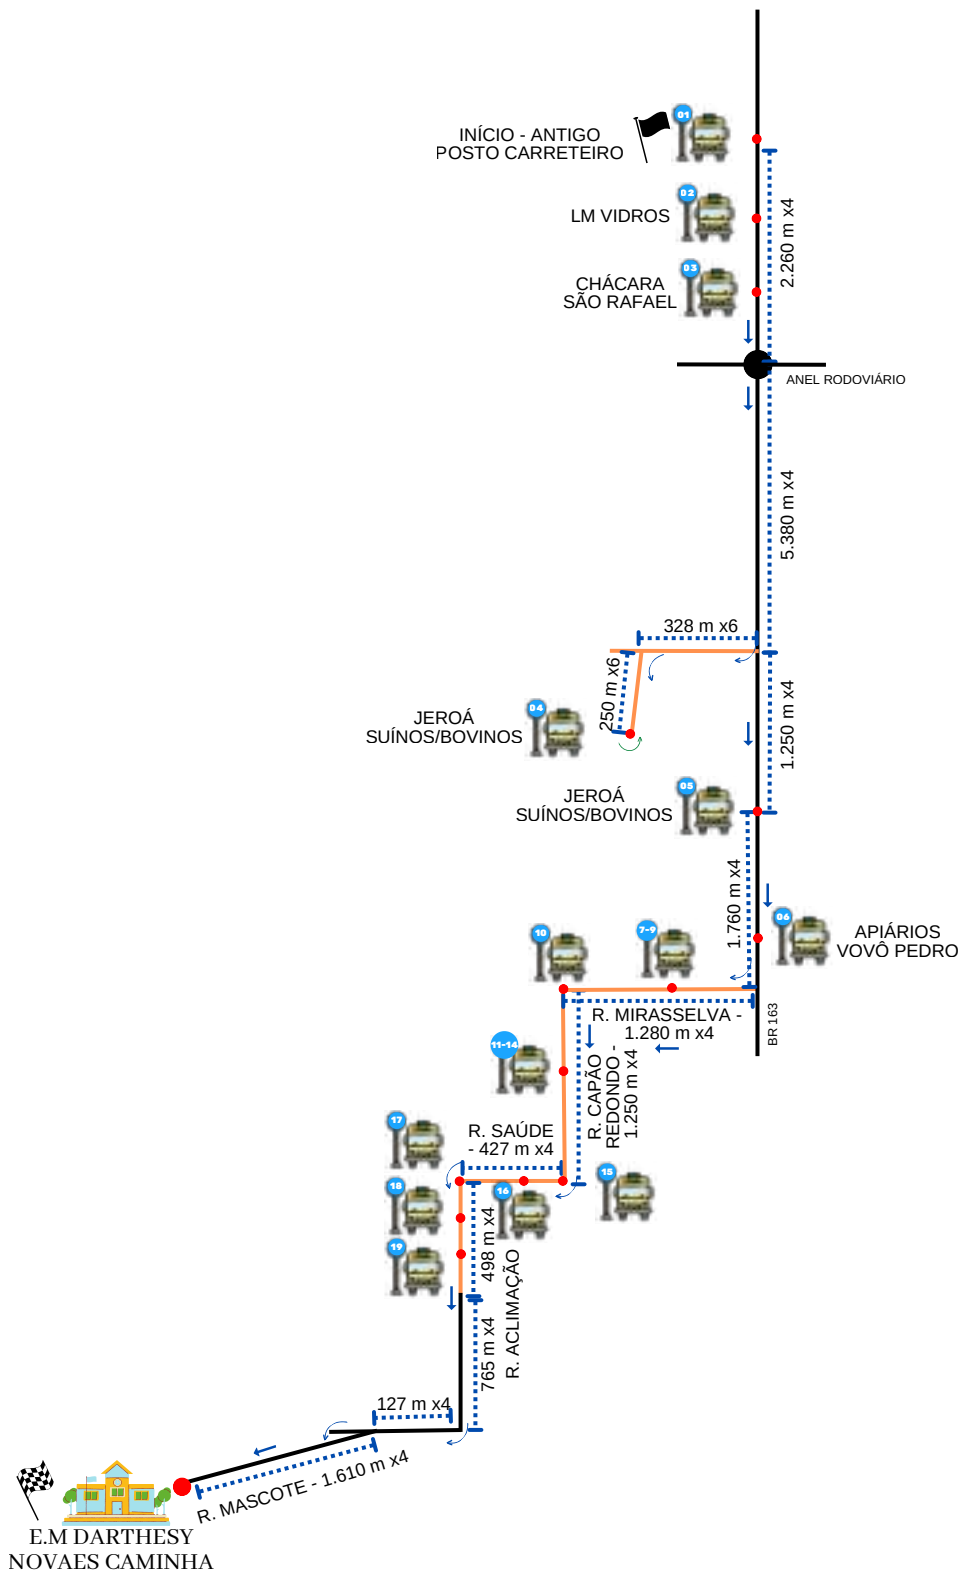 01
INÍCIO - ANTIGO
POSTO CARRETEIRO
02
LM VIDROS
2.260 m x4
03
CHÁCARA
SÃO RAFAEL
ANEL RODOVIÁRIO
5.380 m x4
328 m x6
250 m x6
1.250 m x4
04
JEROÁ
SUÍNOS/BOVINOS
05
JEROÁ
SUÍNOS/BOVINOS
1.760 m x4
06
APIÁRIOS
VOVÔ PEDRO
10
7-9
R. MIRASSELVA -
1.280 m x4
BR 163
11-14
R. CAPÃO
REDONDO -
1.250 m x4
17
R. SAÚDE
- 427 m x4
15
18
16
19
498 m x4
R. ACLIMAÇÃO
765 m x4
127 m x4
R. MASCOTE - 1.610 m x4
E.M DARTHESY
NOVAES CAMINHA